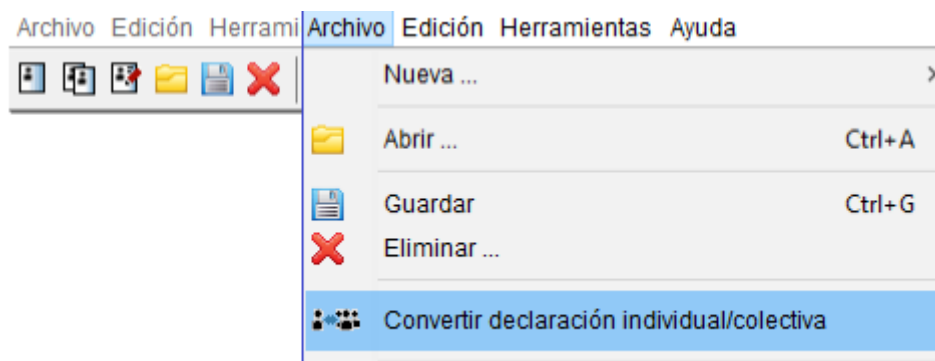 Archivo Edición Herrami
Archivo Edición Herramientas Ayuda
Nueva ...
Abrir ... Ctrl+A
Guardar Ctrl+G
Eliminar ...
Convertir declaración individual/colectiva